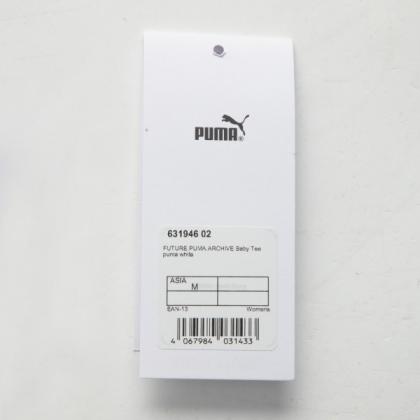 PUMA®
631946 02
FUTURE.PUMA.ARCHIVE Baby Tee
puma white
ASIA
M
EAN-13 Womens
4 067984 031433